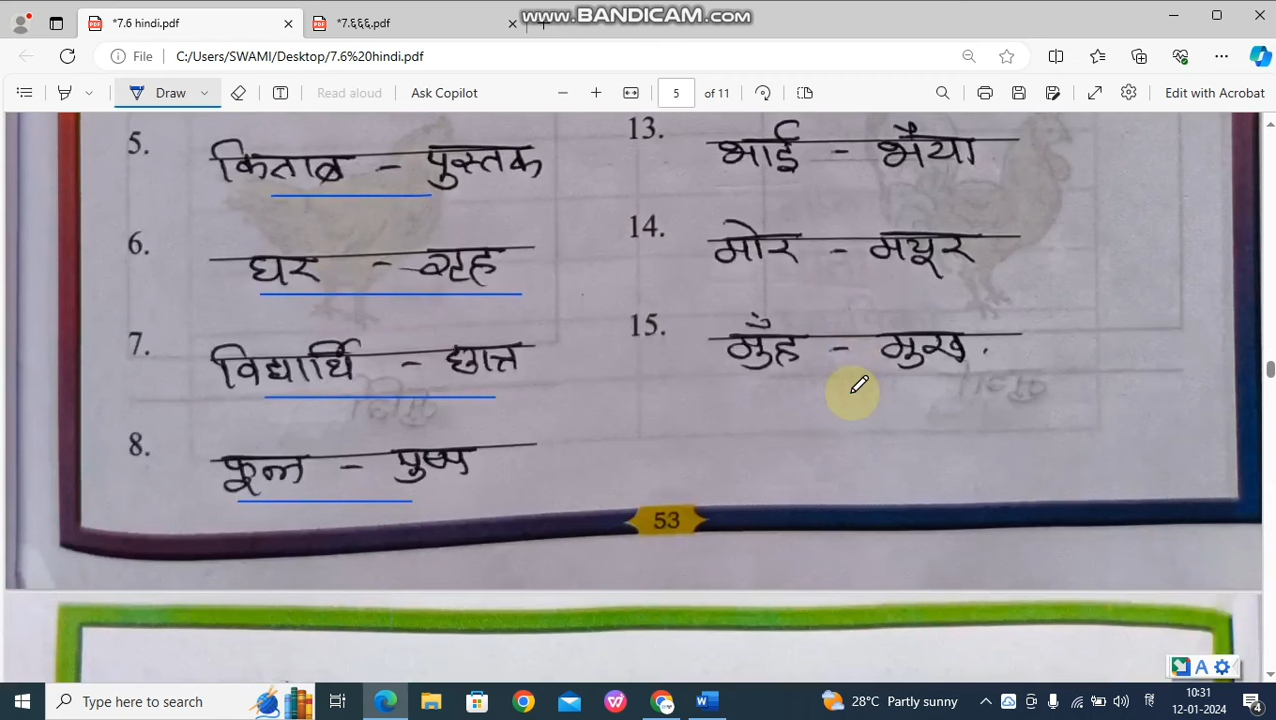 *7.6 hindi.pdf
*7.६६६.pdf
www.BANDICAM.com
File C:/Users/SWAMI/Desktop/7.6%20hindi.pdf
Draw
Read aloud
Ask Copilot
5 of 11
Edit with Acrobat
5. किताब - पुस्तक
6. घर - गृह
7. विद्यार्थि - छात्र
8. फूल - पुष्प
13. भाई - भैया
14. मोर - मयूर
15. मुँह - मुख.
53
A
Type here to search
28°C Partly sunny
10:31
12-01-2024
4